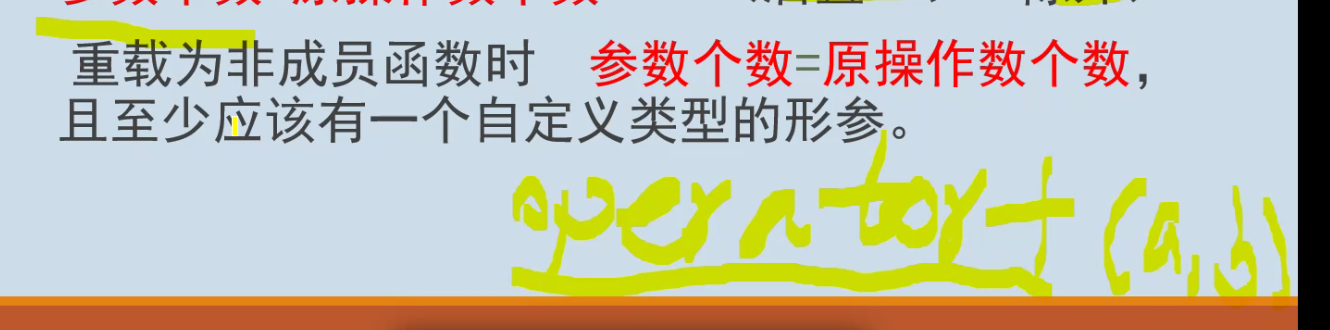 重载为非成员函数时 参数个数=原操作数个数，
且至少应该有一个自定义类型的形参。
operator+(a,b)